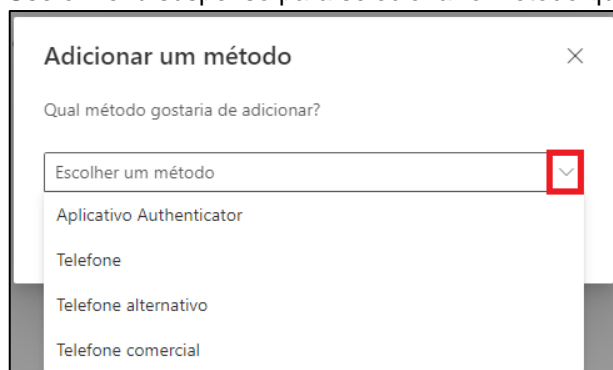 Adicionar um método
Qual método gostaria de adicionar?
Escolher um método
Aplicativo Authenticator
Telefone
Telefone alternativo
Telefone comercial